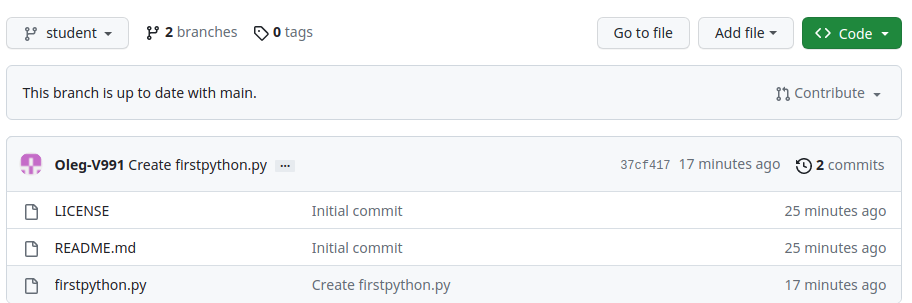 student 2 branches 0 tags Go to file Add file Code
This branch is up to date with main. Contribute
Oleg-V991 Create firstpython.py ... 37cf417 17 minutes ago 2 commits
LICENSE Initial commit 25 minutes ago
README.md Initial commit 25 minutes ago
firstpython.py Create firstpython.py 17 minutes ago